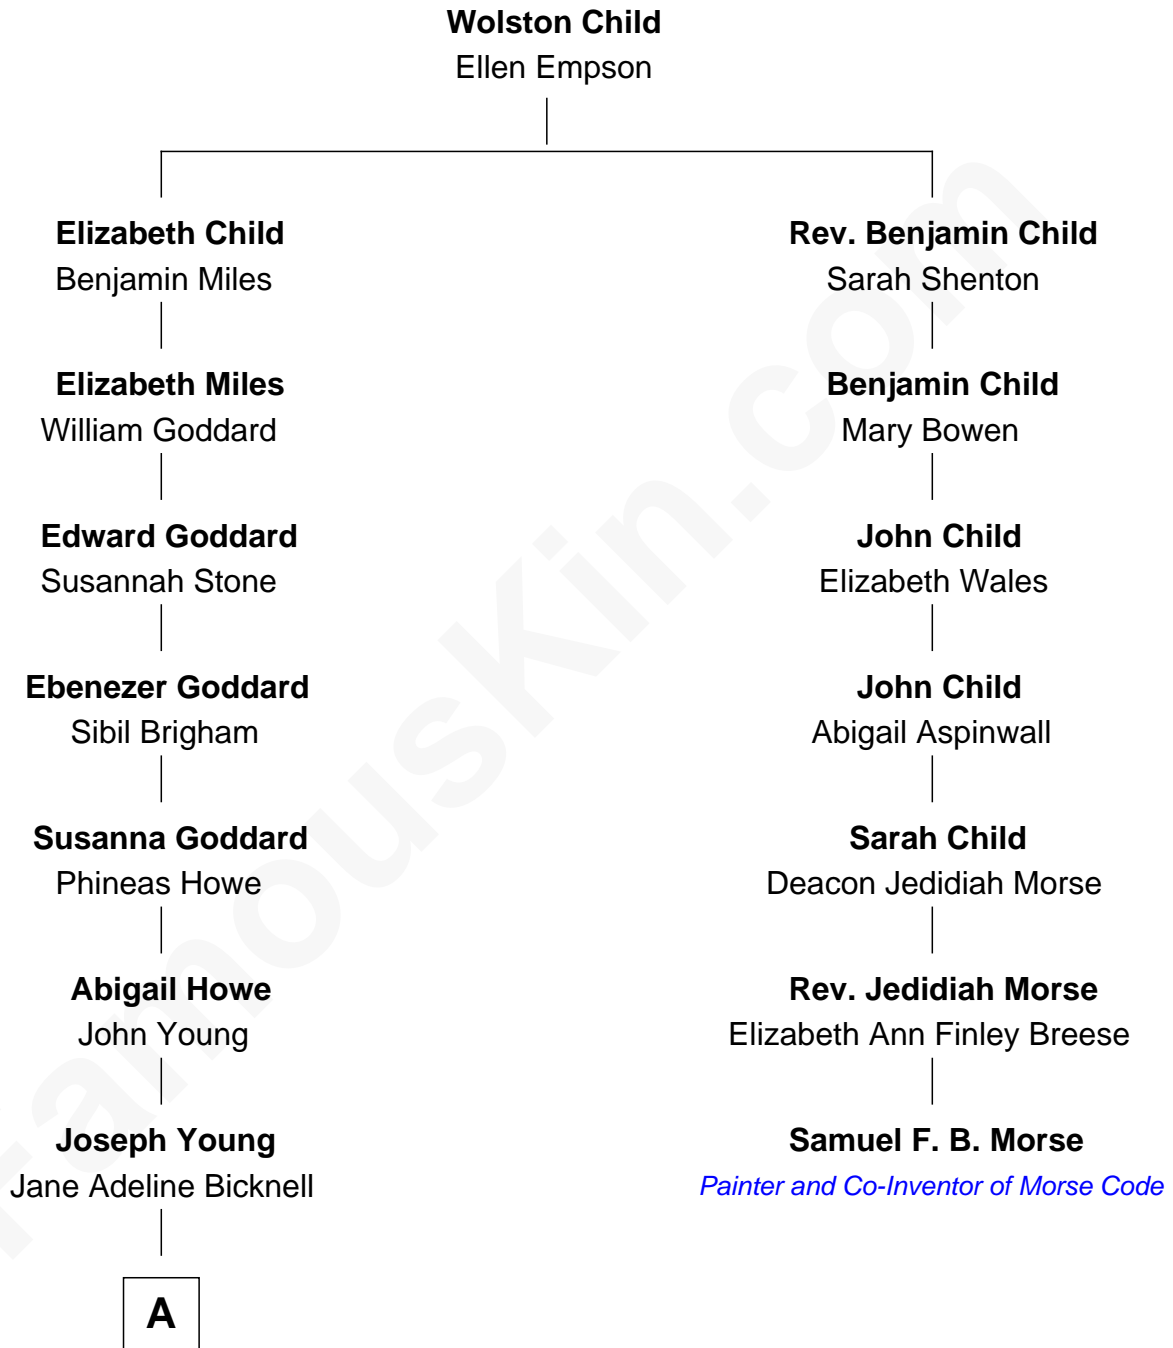 Wolston Child
Ellen Empson
Elizabeth Child
Benjamin Miles
Rev. Benjamin Child
Sarah Shenton
Elizabeth Miles
William Goddard
Benjamin Child
Mary Bowen
Edward Goddard
Susannah Stone
John Child
Elizabeth Wales
Ebenezer Goddard
Sibil Brigham
John Child
Abigail Aspinwall
Susanna Goddard
Phineas Howe
Sarah Child
Deacon Jedidiah Morse
Abigail Howe
John Young
Rev. Jedidiah Morse
Elizabeth Ann Finley Breese
Joseph Young
Jane Adeline Bicknell
Samuel F. B. Morse
Painter and Co-Inventor of Morse Code
A
FamousKin.com